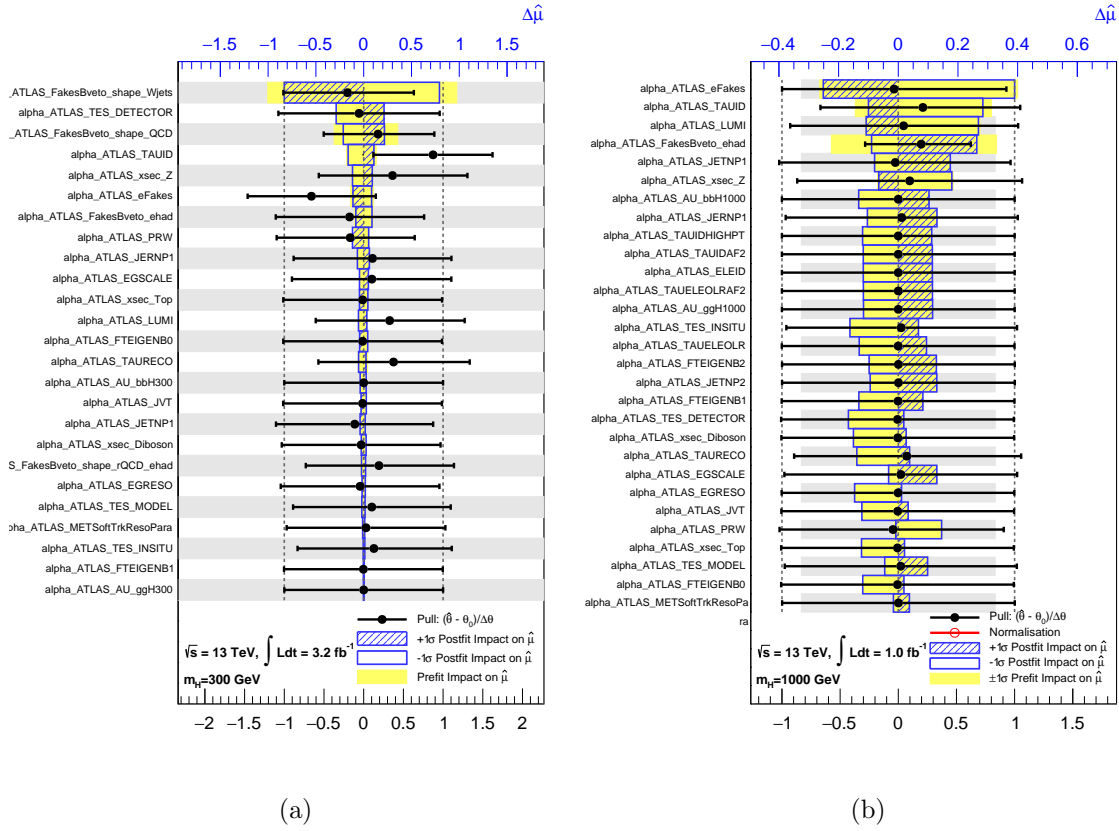 Δμ̂
−1.5 −1 −0.5 0 0.5 1 1.5
_ATLAS_FakesBveto_shape_Wjets
alpha_ATLAS_TES_DETECTOR
_ATLAS_FakesBveto_shape_QCD
alpha_ATLAS_TAUID
alpha_ATLAS_xsec_Z
alpha_ATLAS_eFakes
alpha_ATLAS_FakesBveto_ehad
alpha_ATLAS_PRW
alpha_ATLAS_JERNP1
alpha_ATLAS_EGSCALE
alpha_ATLAS_xsec_Top
alpha_ATLAS_LUMI
alpha_ATLAS_FTEIGENB0
alpha_ATLAS_TAURECO
alpha_ATLAS_AU_bbH300
alpha_ATLAS_JVT
alpha_ATLAS_JETNP1
alpha_ATLAS_xsec_Diboson
S_FakesBveto_shape_rQCD_ehad
alpha_ATLAS_EGRESO
alpha_ATLAS_TES_MODEL
pha_ATLAS_METSoftTrkResoPara
alpha_ATLAS_TES_INSITU
alpha_ATLAS_FTEIGENB1
alpha_ATLAS_AU_ggH300
Pull: (θ̂ - θ₀)/Δθ
+1σ Postfit Impact on μ̂
-1σ Postfit Impact on μ̂
Prefit Impact on μ̂
√s = 13 TeV, ∫ Ldt = 3.2 fb⁻¹
m_H=300 GeV
−2 −1.5 −1 −0.5 0 0.5 1 1.5 2
(a)
Δμ̂
−0.4 −0.2 0 0.2 0.4 0.6
alpha_ATLAS_eFakes
alpha_ATLAS_TAUID
alpha_ATLAS_LUMI
alpha_ATLAS_FakesBveto_ehad
alpha_ATLAS_JETNP1
alpha_ATLAS_xsec_Z
alpha_ATLAS_AU_bbH1000
alpha_ATLAS_JERNP1
alpha_ATLAS_TAUIDHIGHPT
alpha_ATLAS_TAUIDAF2
alpha_ATLAS_ELEID
alpha_ATLAS_TAUELEOLRAF2
alpha_ATLAS_AU_ggH1000
alpha_ATLAS_TES_INSITU
alpha_ATLAS_TAUELEOLR
alpha_ATLAS_FTEIGENB2
alpha_ATLAS_JETNP2
alpha_ATLAS_FTEIGENB1
alpha_ATLAS_TES_DETECTOR
alpha_ATLAS_xsec_Diboson
alpha_ATLAS_TAURECO
alpha_ATLAS_EGSCALE
alpha_ATLAS_EGRESO
alpha_ATLAS_JVT
alpha_ATLAS_PRW
alpha_ATLAS_xsec_Top
alpha_ATLAS_TES_MODEL
alpha_ATLAS_FTEIGENB0
alpha_ATLAS_METSoftTrkResoPa
ra
Pull: (θ̂ - θ₀)/Δθ
Normalisation
+1σ Postfit Impact on μ̂
-1σ Postfit Impact on μ̂
±1σ Prefit Impact on μ̂
√s = 13 TeV, ∫ Ldt = 1.0 fb⁻¹
m_H=1000 GeV
−1 −0.5 0 0.5 1 1.5
(b)